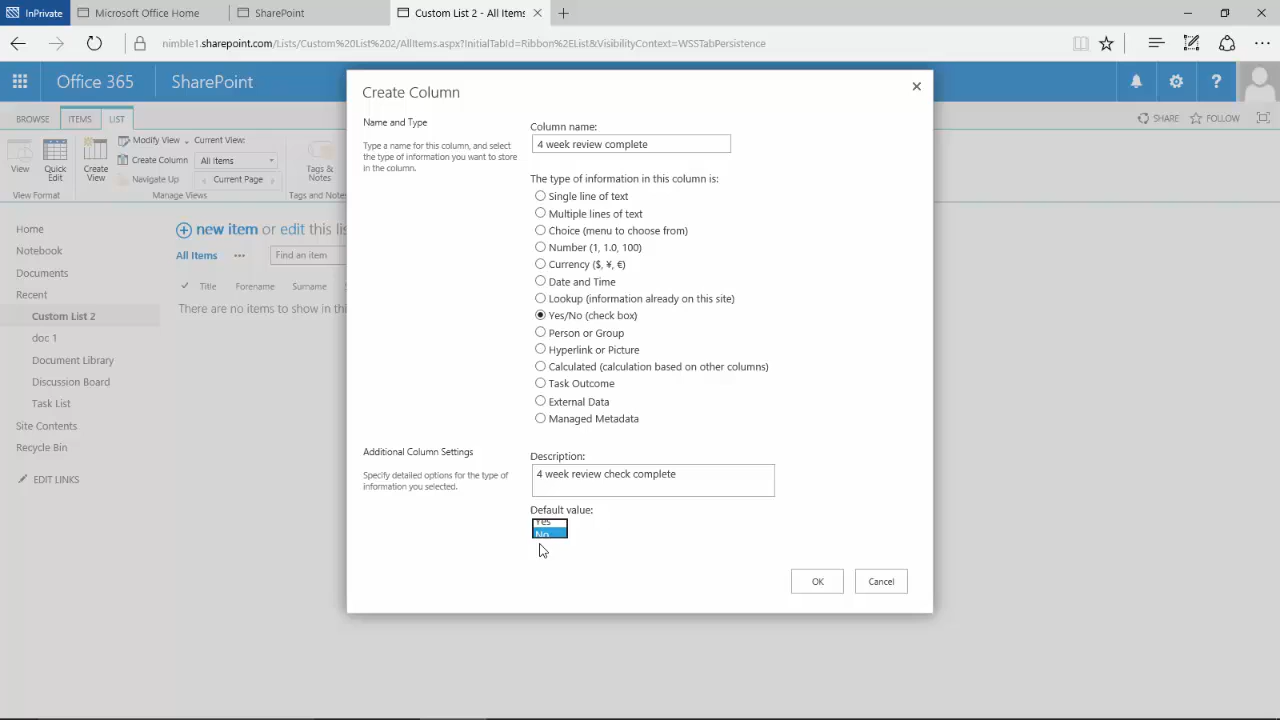 InPrivate
Microsoft Office Home
SharePoint
Custom List 2 - All Items
nimble1.sharepoint.com/Lists/Custom%20List%202/AllItems.aspx?InitialTabId=Ribbon%2EList&VisibilityContext=WSSTabPersistence
Office 365
SharePoint
BROWSE
ITEMS
LIST
SHARE
FOLLOW
View
Quick Edit
Create View
Modify View
Create Column
Navigate Up
Current View:
All Items
Current Page
Tags & Notes
View Format
Manage Views
Tags and Notes
Home
Notebook
Documents
Recent
Custom List 2
doc 1
Document Library
Discussion Board
Task List
Site Contents
Recycle Bin
EDIT LINKS
new item or edit this lis
All Items
Find an item
Title
Forename
Surname
There are no items to show in thi
Create Column
Name and Type
Type a name for this column, and select
the type of information you want to store
in the column.
Column name:
4 week review complete
The type of information in this column is:
Single line of text
Multiple lines of text
Choice (menu to choose from)
Number (1, 1.0, 100)
Currency ($, ¥, €)
Date and Time
Lookup (information already on this site)
Yes/No (check box)
Person or Group
Hyperlink or Picture
Calculated (calculation based on other columns)
Task Outcome
External Data
Managed Metadata
Additional Column Settings
Specify detailed options for the type of
information you selected.
Description:
4 week review check complete
Default value:
Yes
No
OK
Cancel